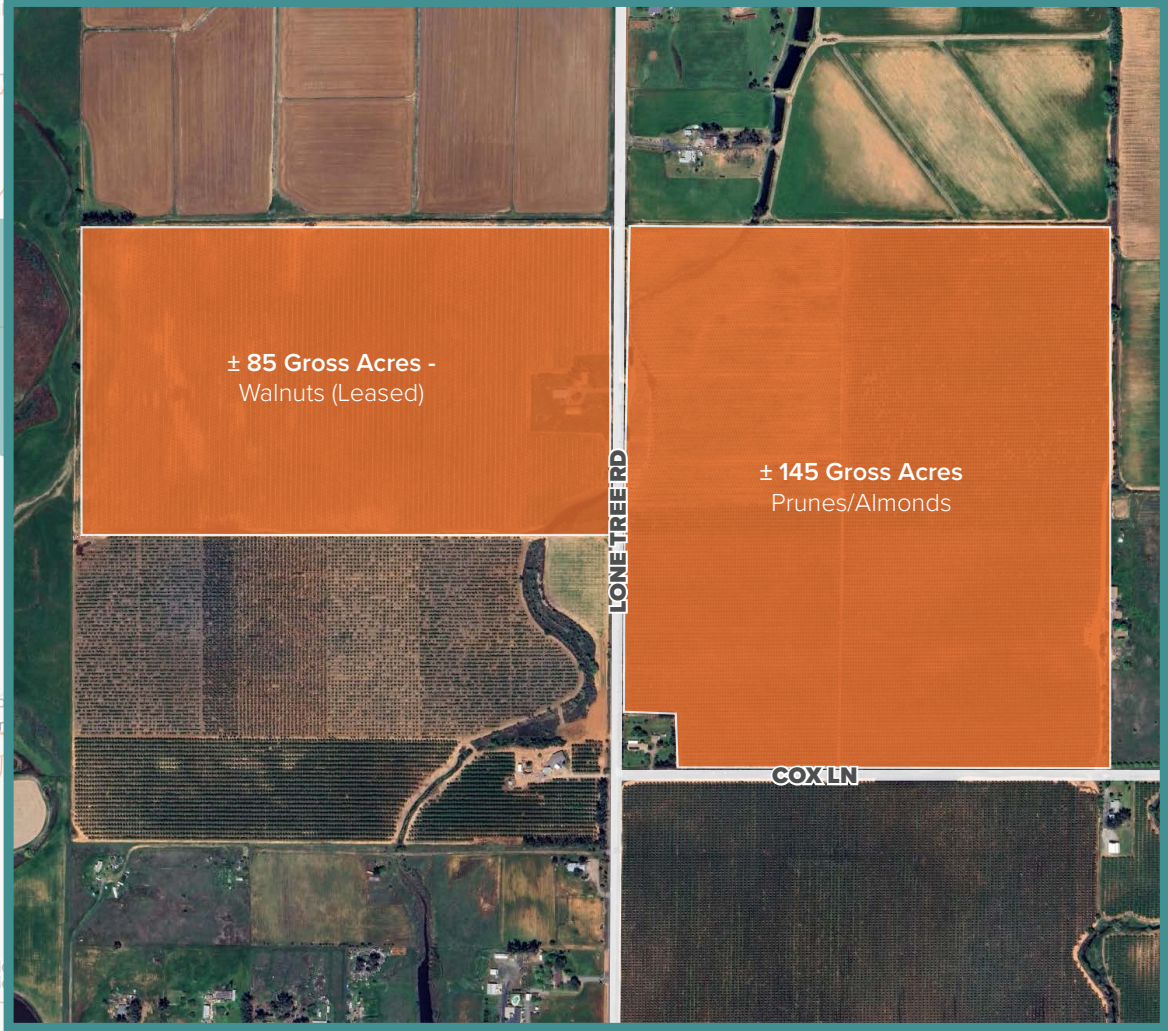 ± 85 Gross Acres -
Walnuts (Leased)
LONE TREE RD
± 145 Gross Acres
Prunes/Almonds
COX LN